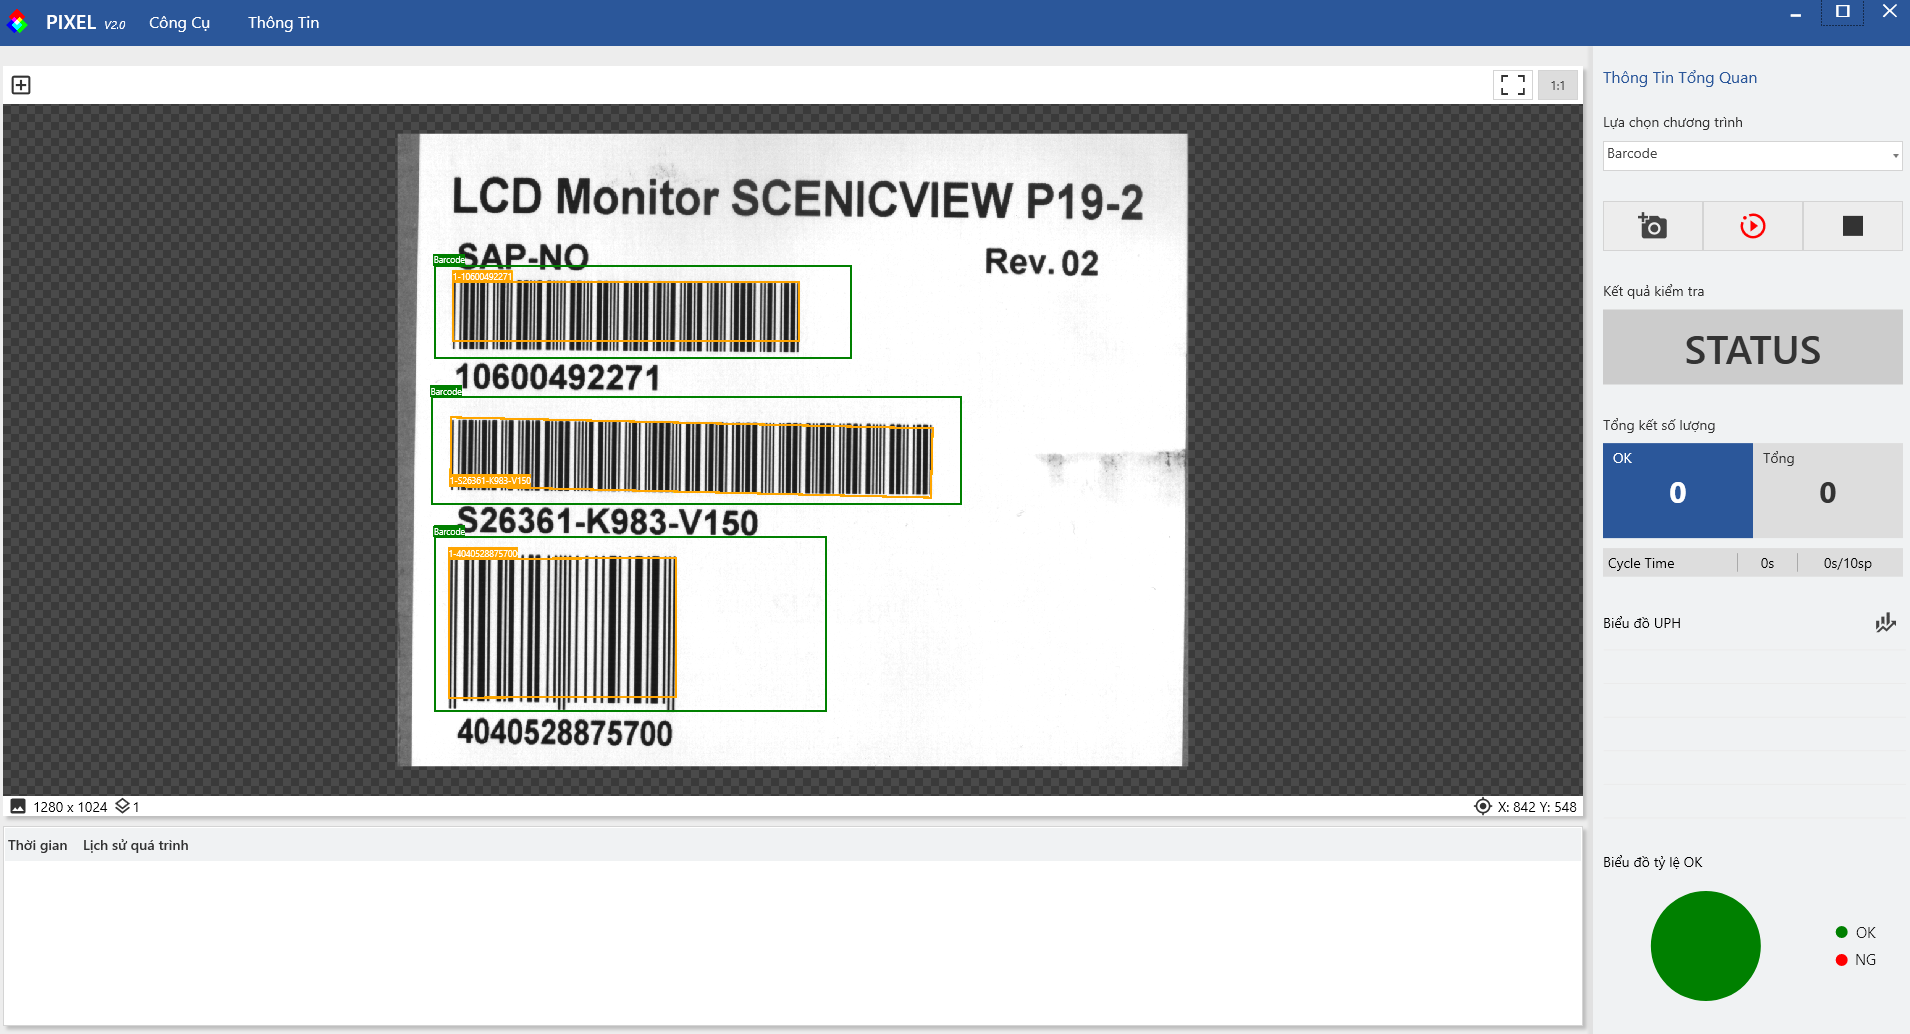 PIXEL V2.0 Công Cụ Thông Tin
1:1
LCD Monitor SCENICVIEW P19-2
SAP-NO
Rev. 02
Barcode
1-10600492271
10600492271
Barcode
1-S26361-K983-V150
S26361-K983-V150
Barcode
1-4040528875700
4040528875700
1280 x 1024 1
X: 842 Y: 548
Thời gian Lịch sử quá trình
Thông Tin Tổng Quan
Lựa chọn chương trình
Barcode
Kết quả kiểm tra
STATUS
Tổng kết số lượng
OK Tổng
0 0
Cycle Time 0s 0s/10sp
Biểu đồ UPH
Biểu đồ tỷ lệ OK
OK
NG